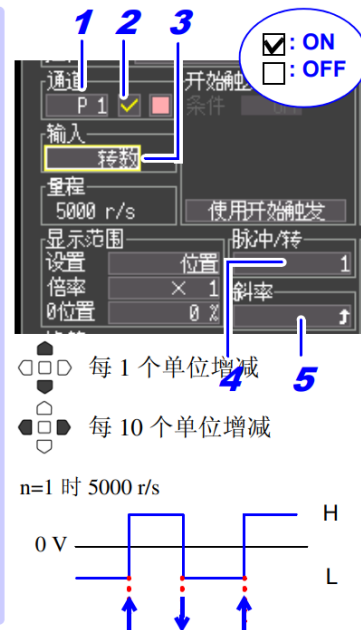 1 2 3
: ON
: OFF
通道
开始触发
P 1
条件
输入
转数
量程
5000 r/s
使用开始触发
显示范围
脉冲/转
设置 位置
1
倍率 × 1
斜率
0位置 0 %
4 5
每 1 个单位增减
每 10 个单位增减
n=1 时 5000 r/s
H
0 V
L